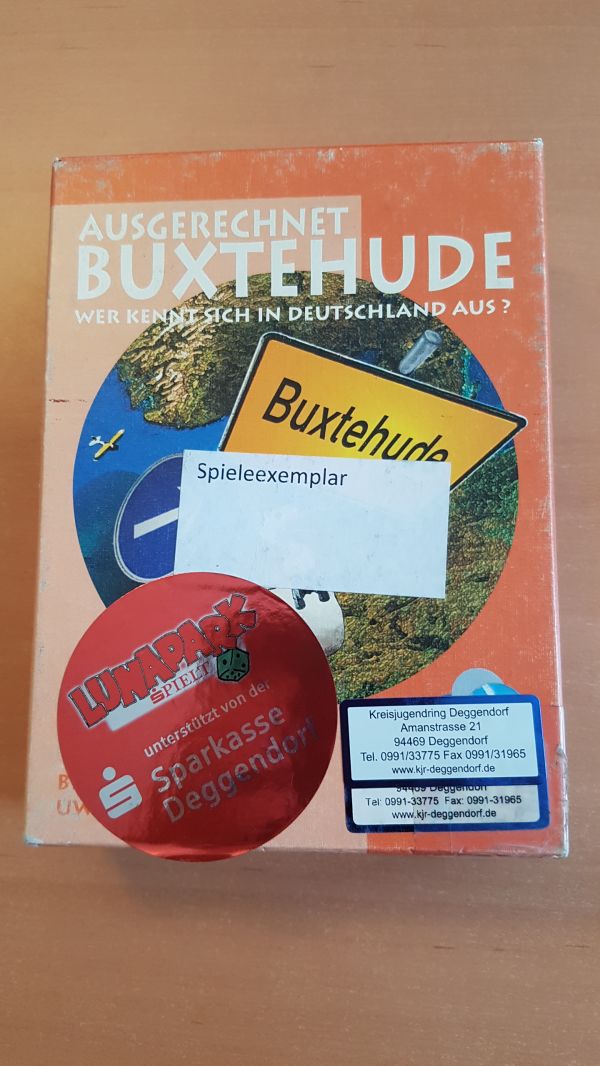 AUSGERECHNET
BUXTEHUDE
WER KENNT SICH IN DEUTSCHLAND AUS ?
Buxtehude
Spieleexemplar
LUNAPARK
SPIELT
unterstützt von der
Sparkasse
Deggendorf
Kreisjugendring Deggendorf
Amanstrasse 21
94469 Deggendorf
Tel. 0991/33775 Fax 0991/31965
www.kjr-deggendorf.de
94469 Deggendorf
Tel: 0991-33775 Fax: 0991-31965
www.kjr-deggendorf.de